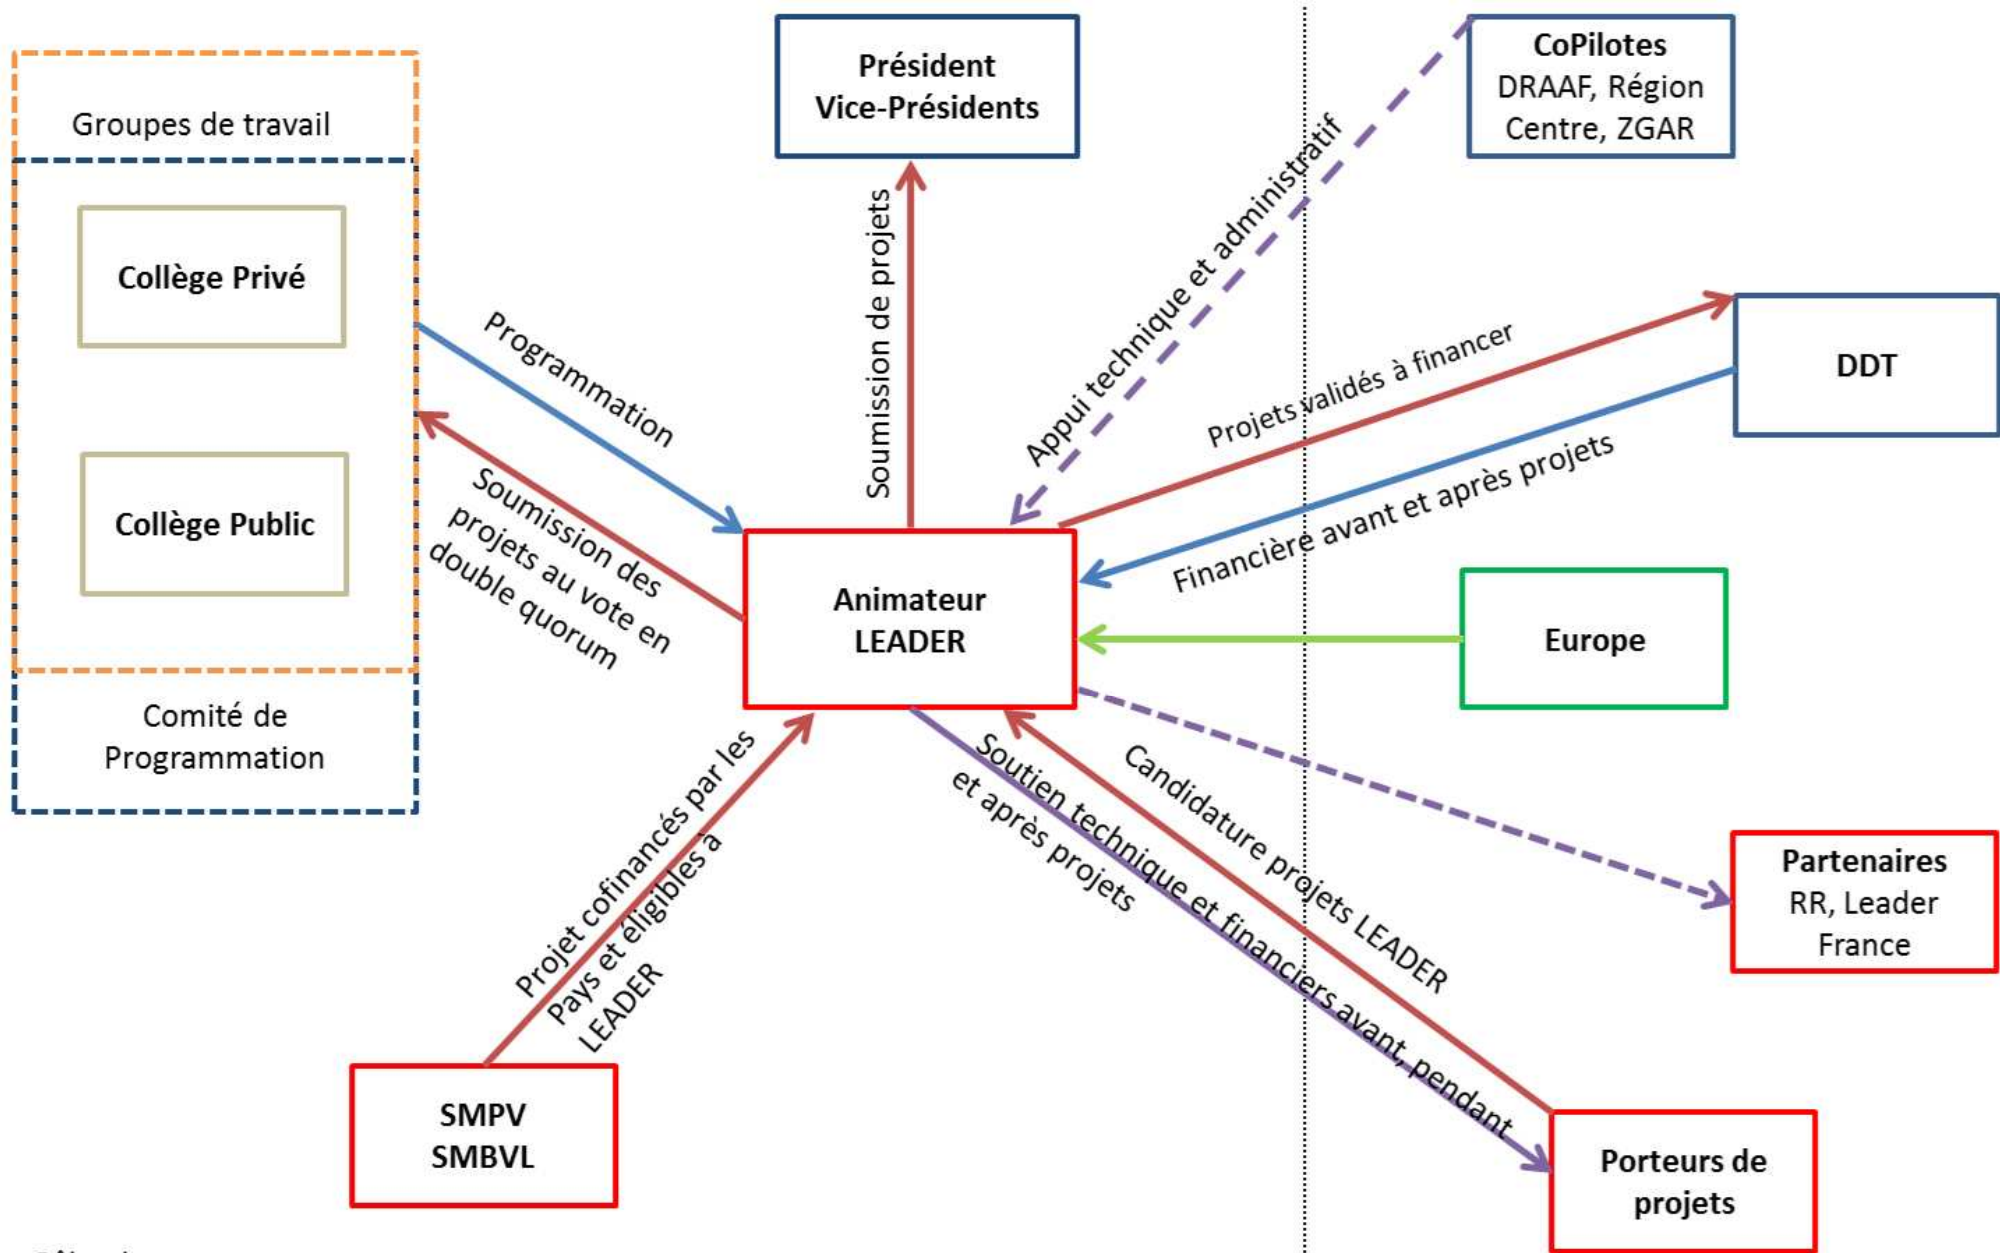 Président
Vice-Présidents
CoPilotes
DRAAF, Région
Centre, ZGAR
Groupes de travail
Collège Privé
Collège Public
Comité de
Programmation
Programmation
Soumission des
projets au vote en
double quorum
Soumission de projets
Appui technique et administratif
Projets validés à financer
Financière avant et après projets
DDT
Animateur
LEADER
Europe
Projet cofinancés par les
Pays et éligibles à
LEADER
Soutien technique et financiers avant, pendant
et après projets
Candidature projets LEADER
Partenaires
RR, Leader
France
SMPV
SMBVL
Porteurs de
projets